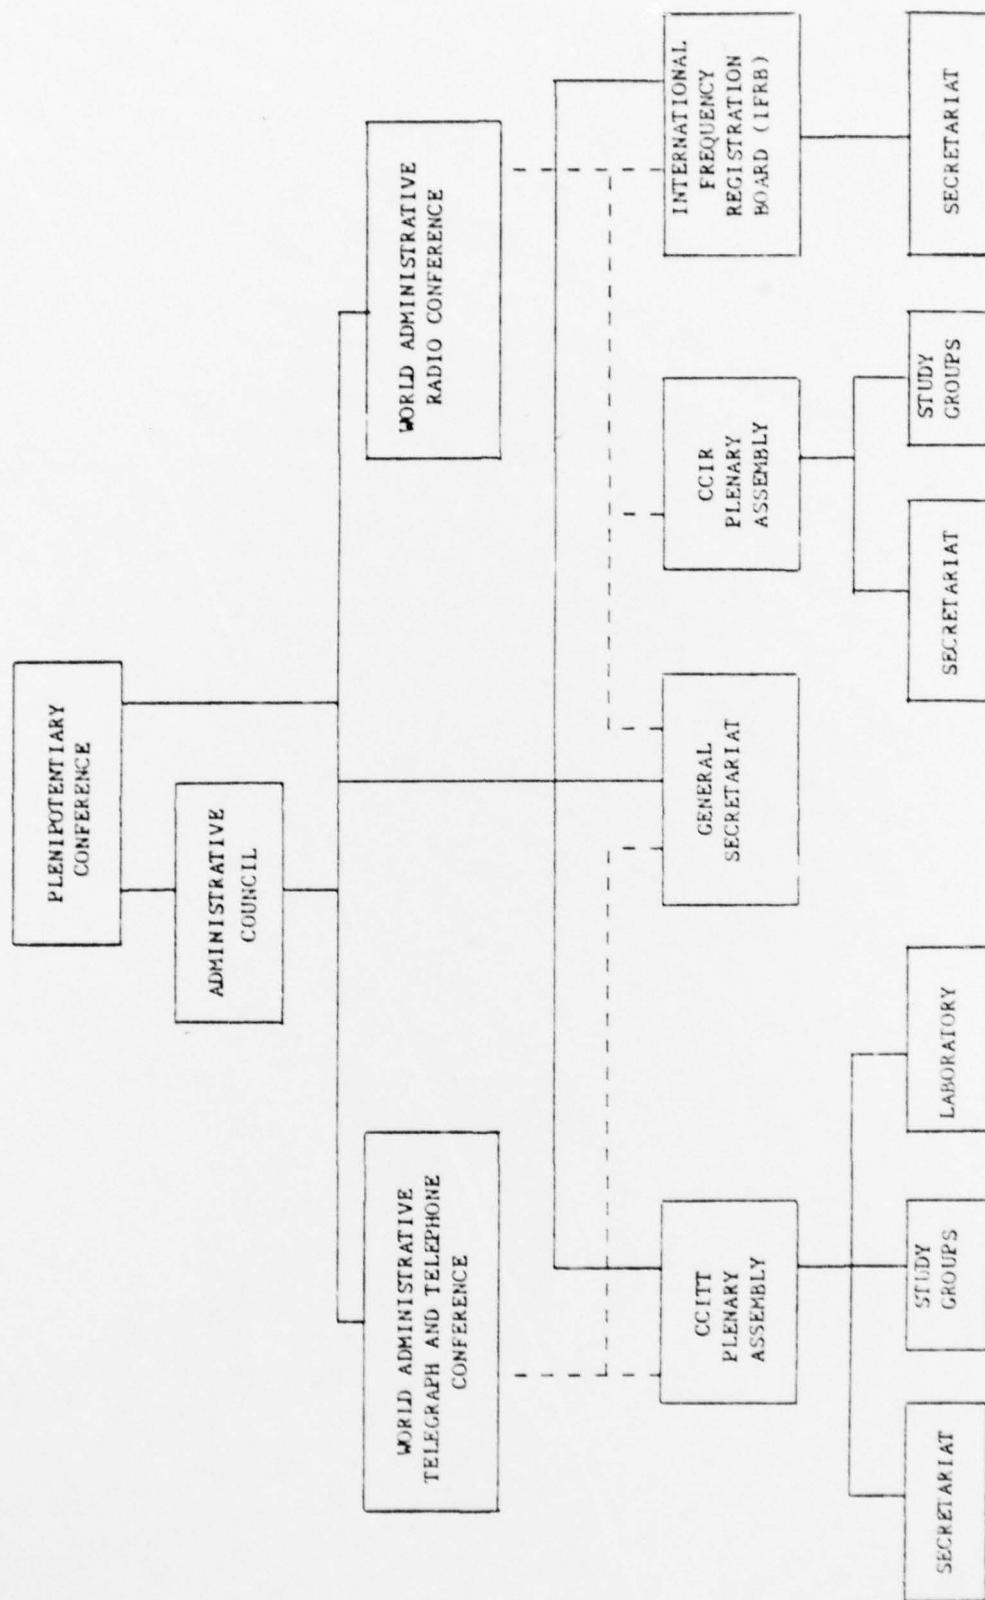 PLENIPOTENTIARY
CONFERENCE
ADMINISTRATIVE
COUNCIL
WORLD ADMINISTRATIVE
TELEGRAPH AND TELEPHONE
CONFERENCE
WORLD ADMINISTRATIVE
RADIO CONFERENCE
CCITT
PLENARY
ASSEMBLY
GENERAL
SECRETARIAT
CCIR
PLENARY
ASSEMBLY
INTERNATIONAL
FREQUENCY
REGISTRATION
BOARD (IFRB)
SECRETARIAT
STUDY
GROUPS
LABORATORY
SECRETARIAT
STUDY
GROUPS
SECRETARIAT